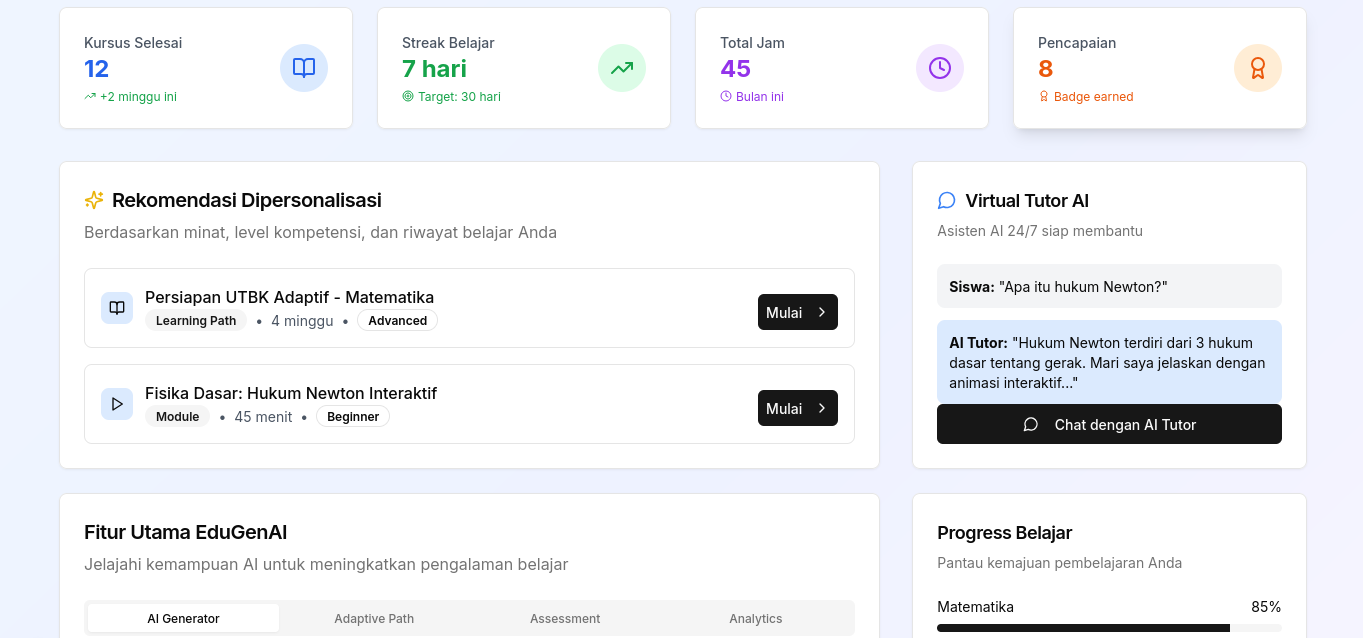 Kursus Selesai
12
+2 minggu ini
Streak Belajar
7 hari
Target: 30 hari
Total Jam
45
Bulan ini
Pencapaian
8
Badge earned
Rekomendasi Dipersonalisasi
Berdasarkan minat, level kompetensi, dan riwayat belajar Anda
Persiapan UTBK Adaptif - Matematika
Learning Path • 4 minggu • Advanced
Mulai
Fisika Dasar: Hukum Newton Interaktif
Module • 45 menit • Beginner
Mulai
Virtual Tutor AI
Asisten AI 24/7 siap membantu
Siswa: "Apa itu hukum Newton?"
AI Tutor: "Hukum Newton terdiri dari 3 hukum
dasar tentang gerak. Mari saya jelaskan dengan
animasi interaktif..."
Chat dengan AI Tutor
Fitur Utama EduGenAI
Jelajahi kemampuan AI untuk meningkatkan pengalaman belajar
AI Generator
Adaptive Path
Assessment
Analytics
Progress Belajar
Pantau kemajuan pembelajaran Anda
Matematika 85%